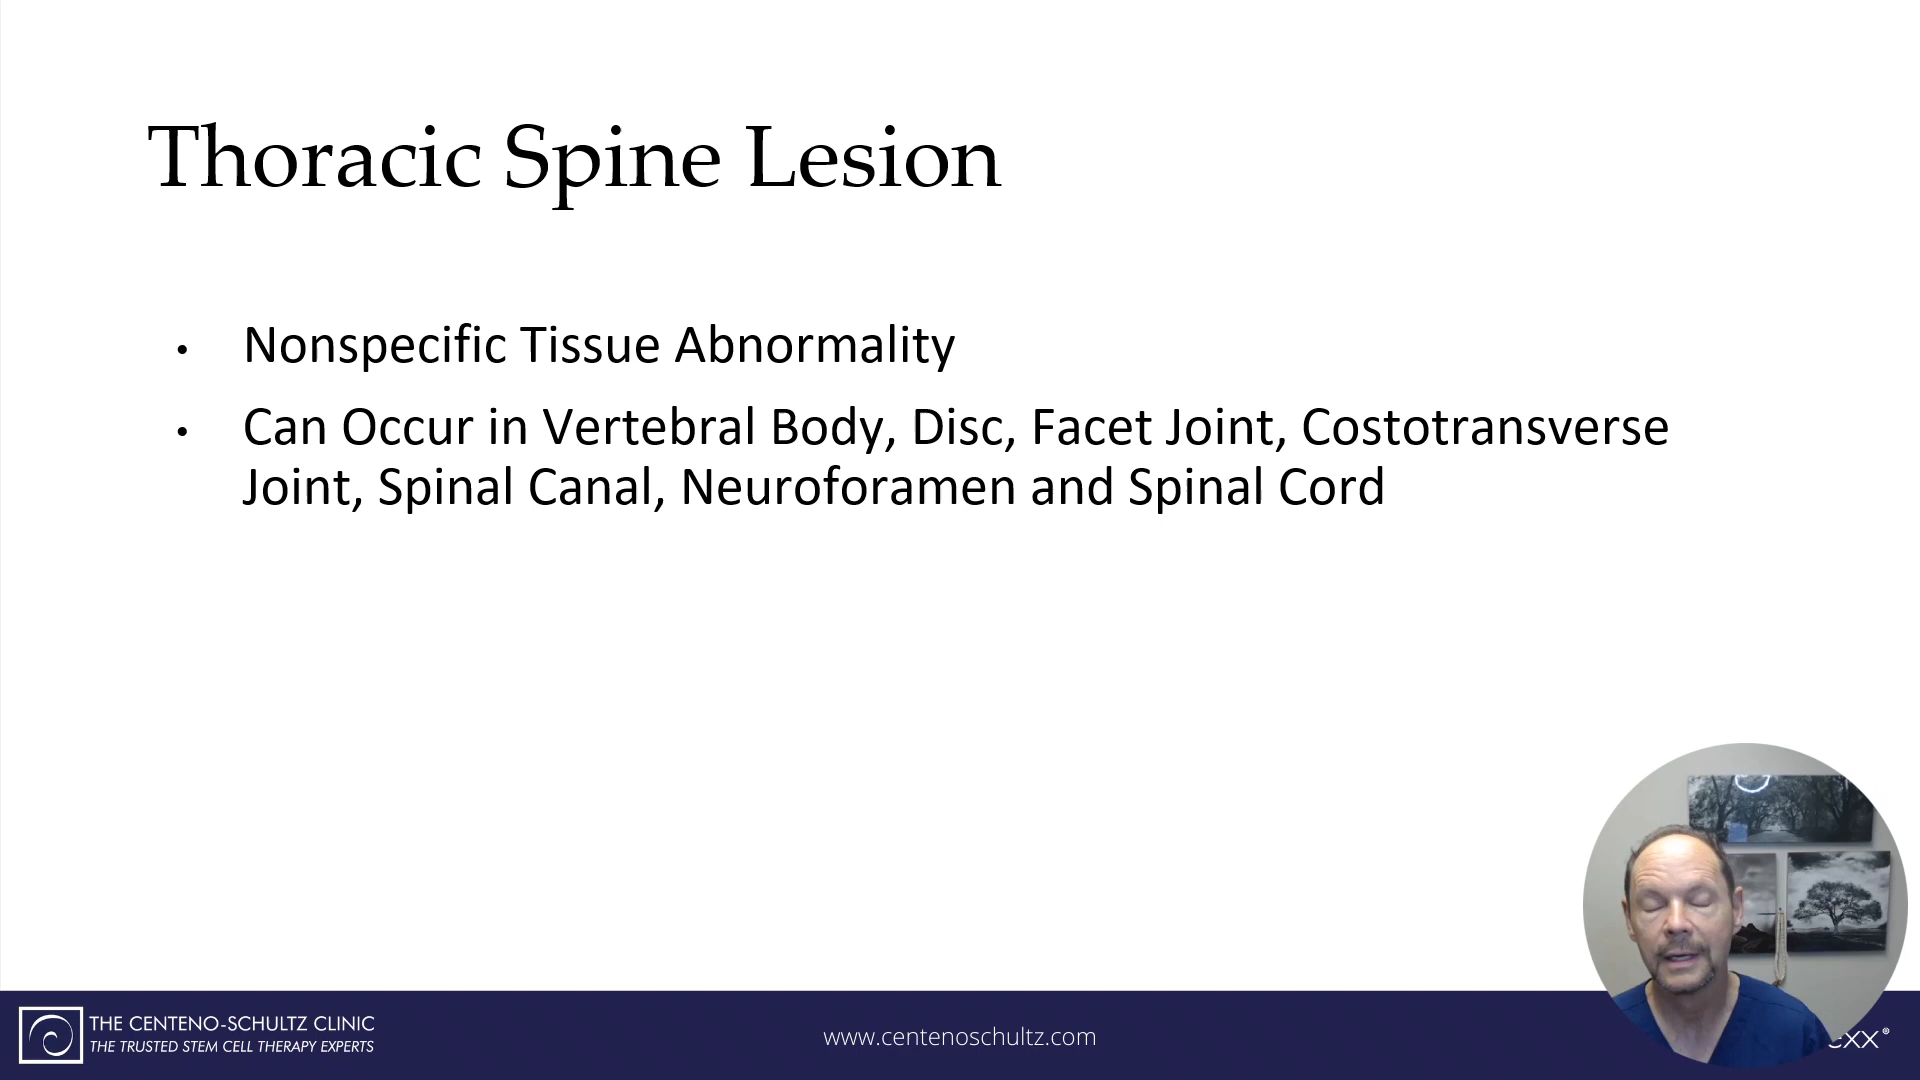 Thoracic Spine Lesion
• Nonspecific Tissue Abnormality
• Can Occur in Vertebral Body, Disc, Facet Joint, Costotransverse
Joint, Spinal Canal, Neuroforamen and Spinal Cord
THE CENTENO-SCHULTZ CLINIC
THE TRUSTED STEM CELL THERAPY EXPERTS
www.centenoschultz.com